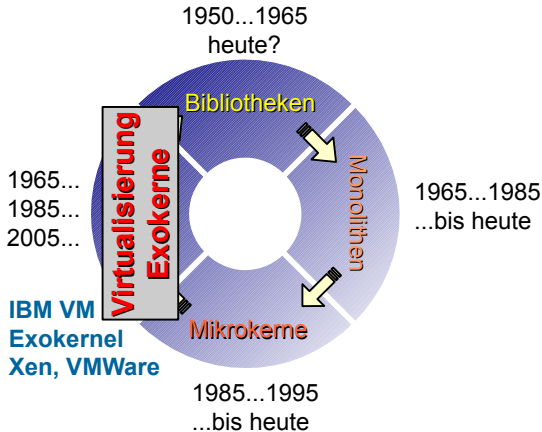 1950...1965
heute?
Bibliotheken
Monolithen
1965...1985
...bis heute
Mikrokerne
1985...1995
...bis heute
Virtualisierung
Exokerne
1965...
1985...
2005...
IBM VM
Exokernel
Xen, VMWare